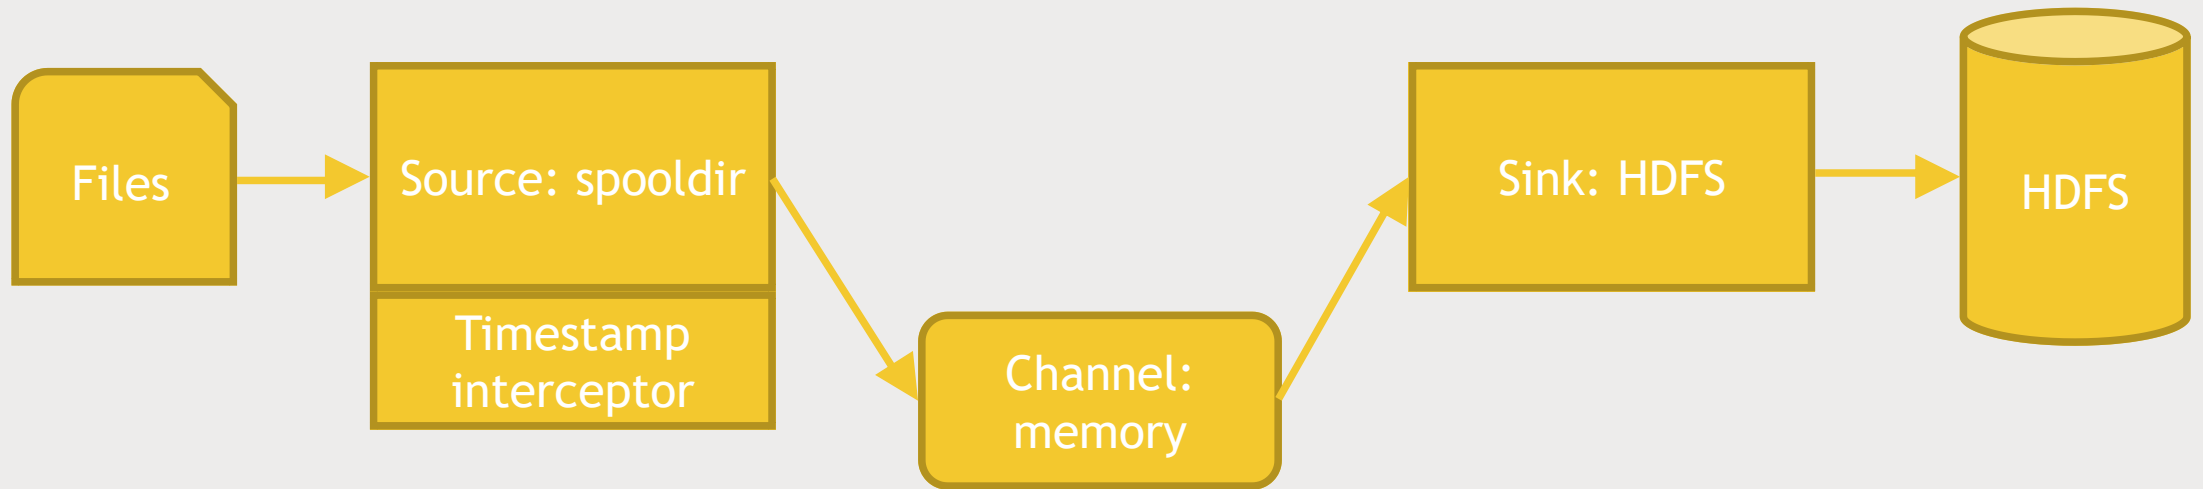 Files
Source: spooldir
Timestamp
interceptor
Channel:
memory
Sink: HDFS
HDFS